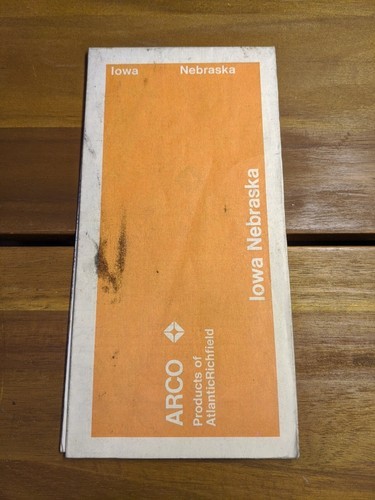 Iowa Nebraska
Iowa Nebraska
ARCO
Products of
AtlanticRichfield